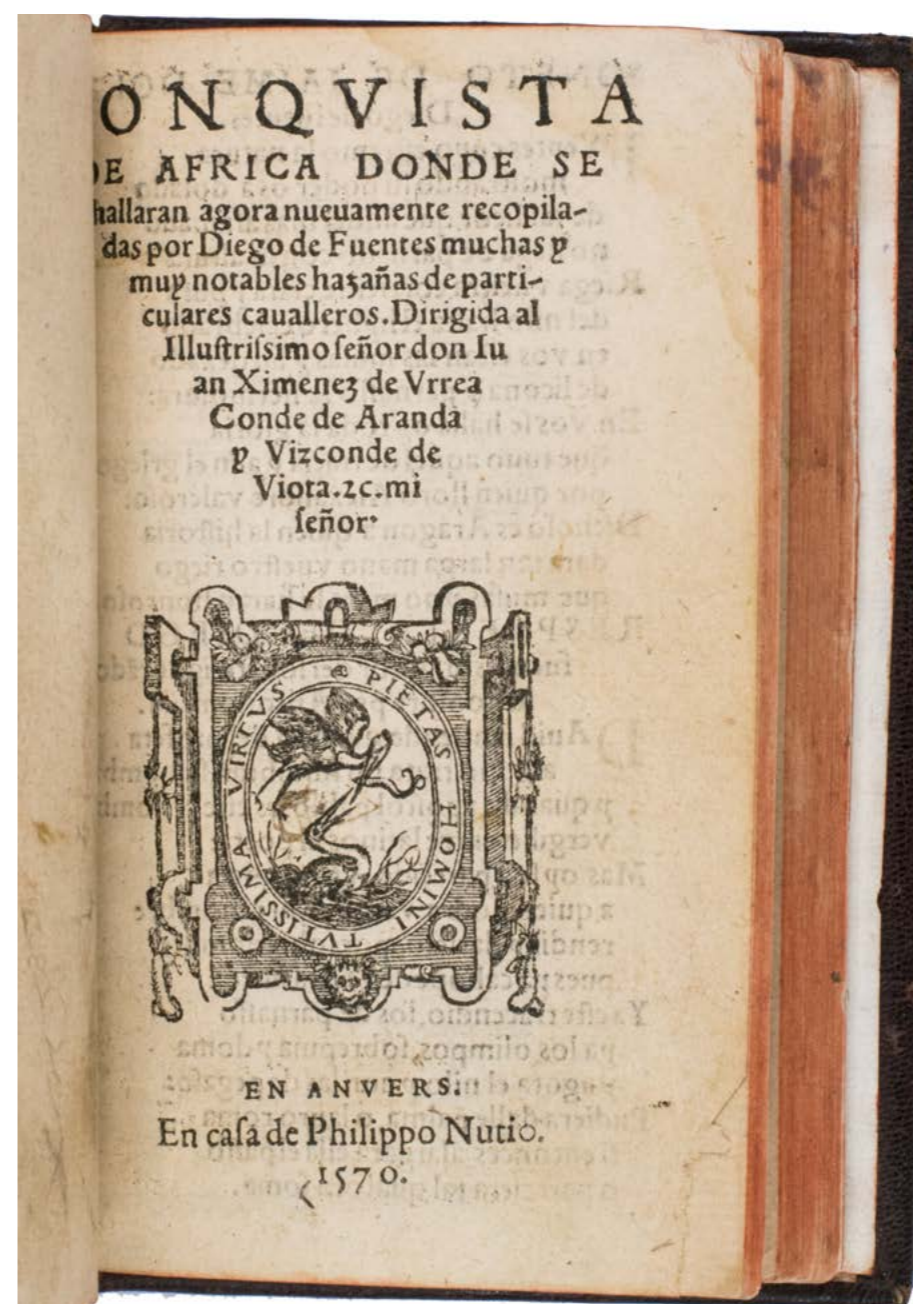 ONQVISTA
DE AFRICA DONDE SE
hallaran agora nueuamente recopila-
das por Diego de Fuentes muchas y
muy notables hazañas de parti-
culares caualleros. Dirigida al
Illustriſsimo ſeñor don Iu
an Ximenez de Vrrea
Conde de Aranda
y Vizconde de
Viota. ⁊c. mi
ſeñor.
PIETAS HOMINI TVTISSIMA VIRTVS
EN ANVERS.
En caſa de Philippo Nutio.
1570.